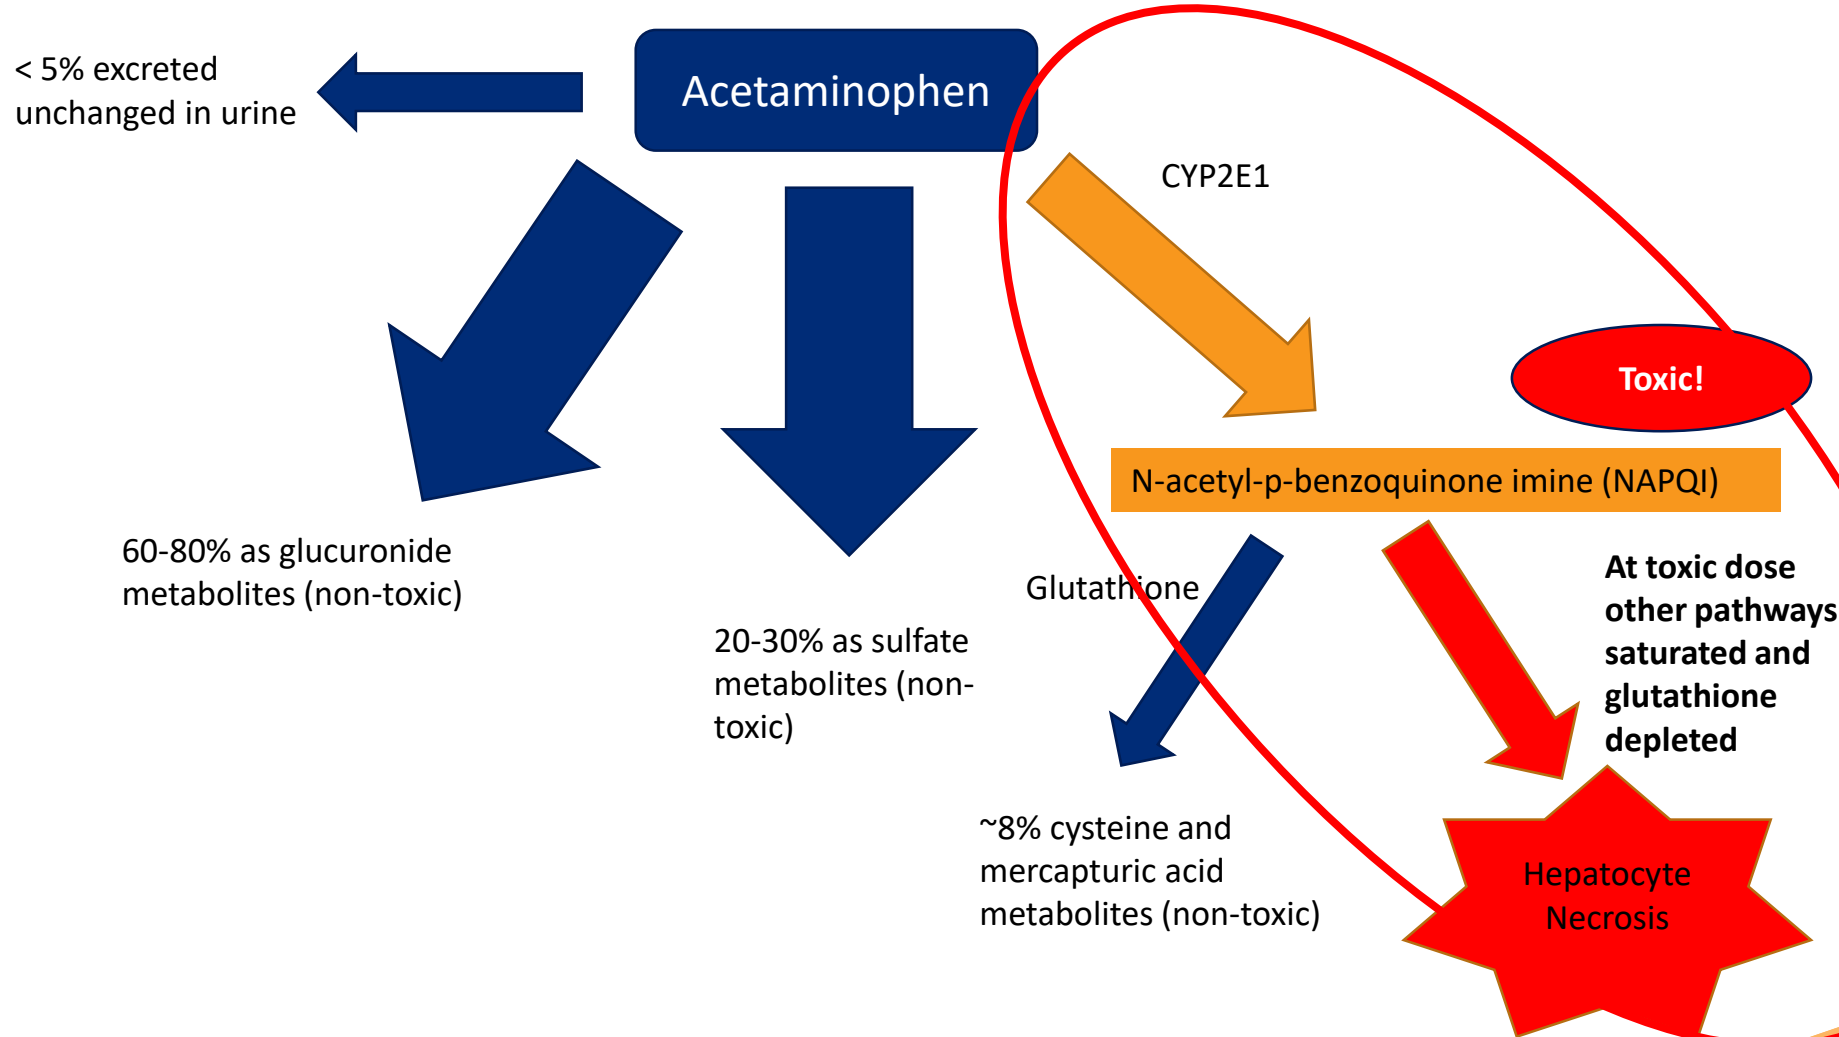 < 5% excreted
unchanged in urine
Acetaminophen
CYP2E1
Toxic!
N-acetyl-p-benzoquinone imine (NAPQI)
60-80% as glucuronide
metabolites (non-toxic)
20-30% as sulfate
metabolites (non-
toxic)
Glutathione
At toxic dose
other pathways
saturated and
glutathione
depleted
~8% cysteine and
mercapturic acid
metabolites (non-toxic)
Hepatocyte
Necrosis